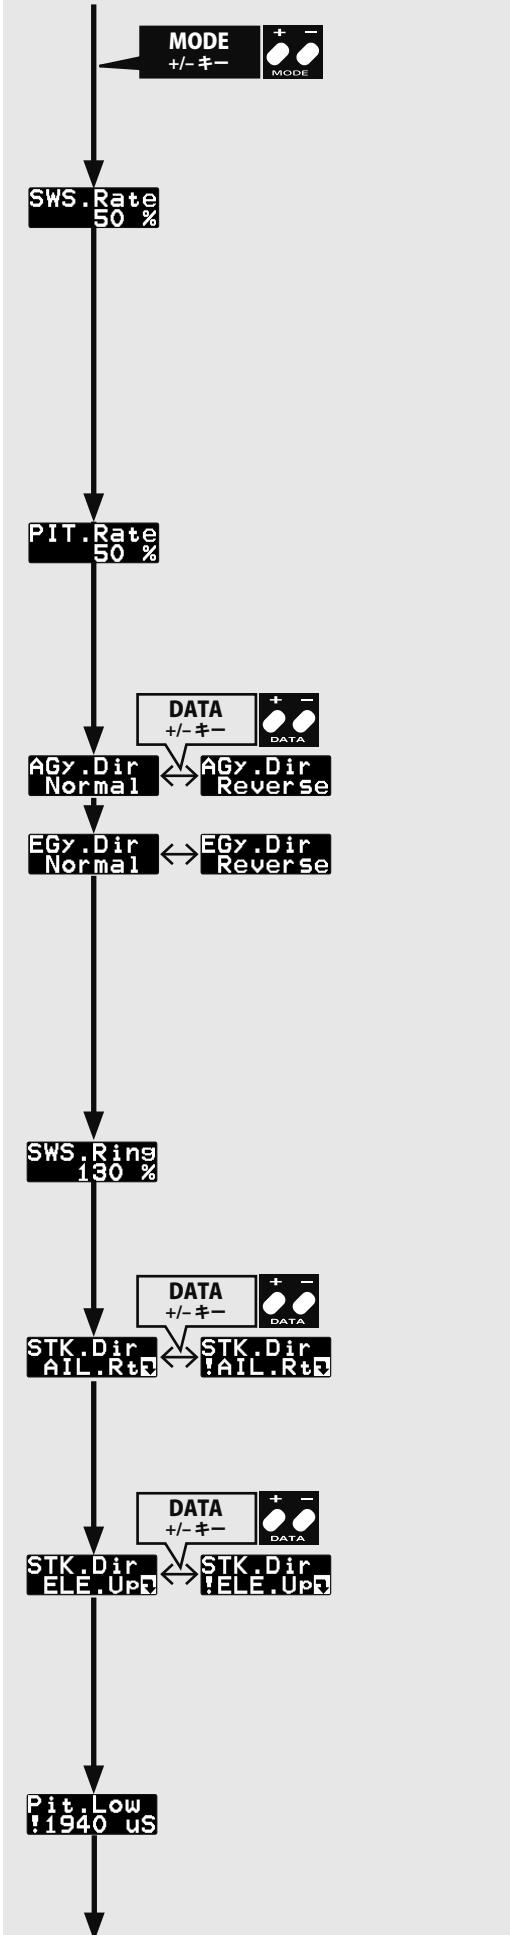 MODE
+/– キー
+ –
MODE
SWS.Rate
50 %
PIT.Rate
50 %
DATA
+/– キー
+ –
DATA
AGy.Dir
Normal
AGy.Dir
Reverse
EGy.Dir
Normal
EGy.Dir
Reverse
SWS.Ring
130 %
DATA
+/– キー
+ –
DATA
STK.Dir
AIL.Rt
STK.Dir
!AIL.Rt
DATA
+/– キー
+ –
DATA
STK.Dir
ELE.Up
STK.Dir
!ELE.Up
Pit.Low
!1940 uS